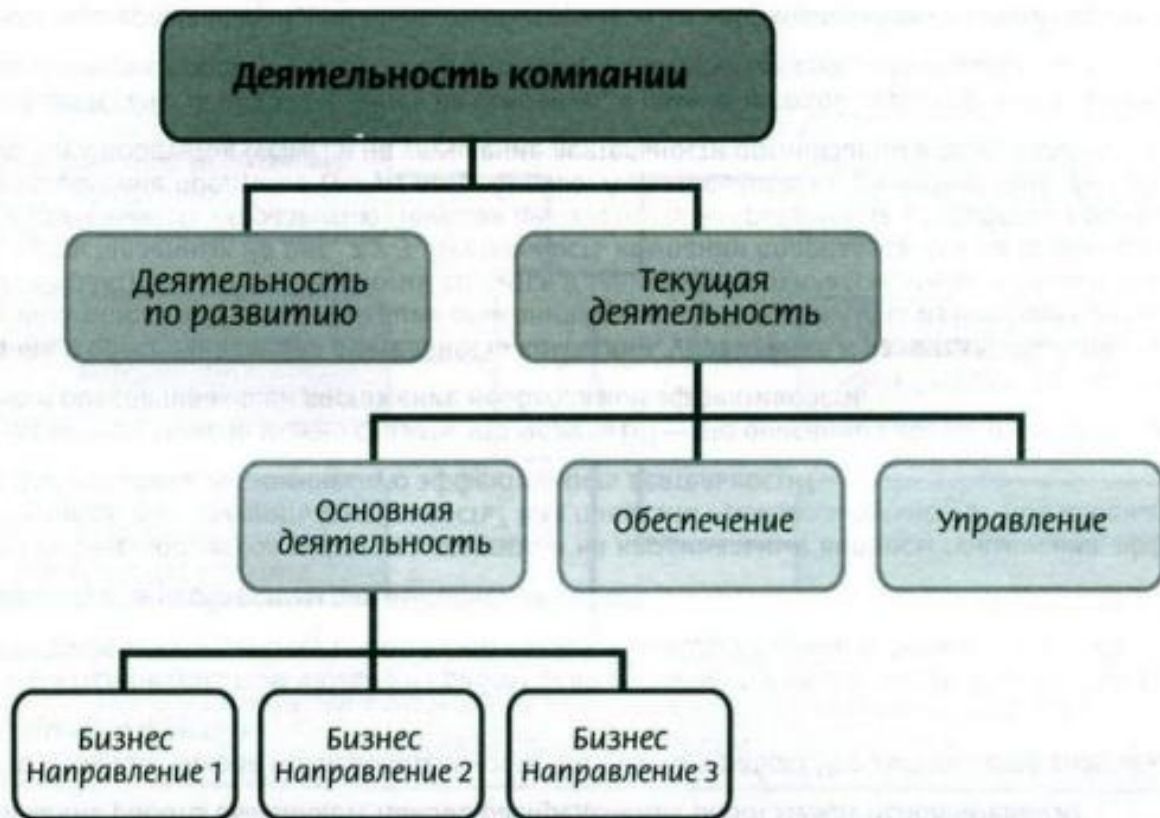 Деятельность компании
Деятельность
по развитию
Текущая
деятельность
Основная
деятельность
Обеспечение
Управление
Бизнес
Направление 1
Бизнес
Направление 2
Бизнес
Направление 3